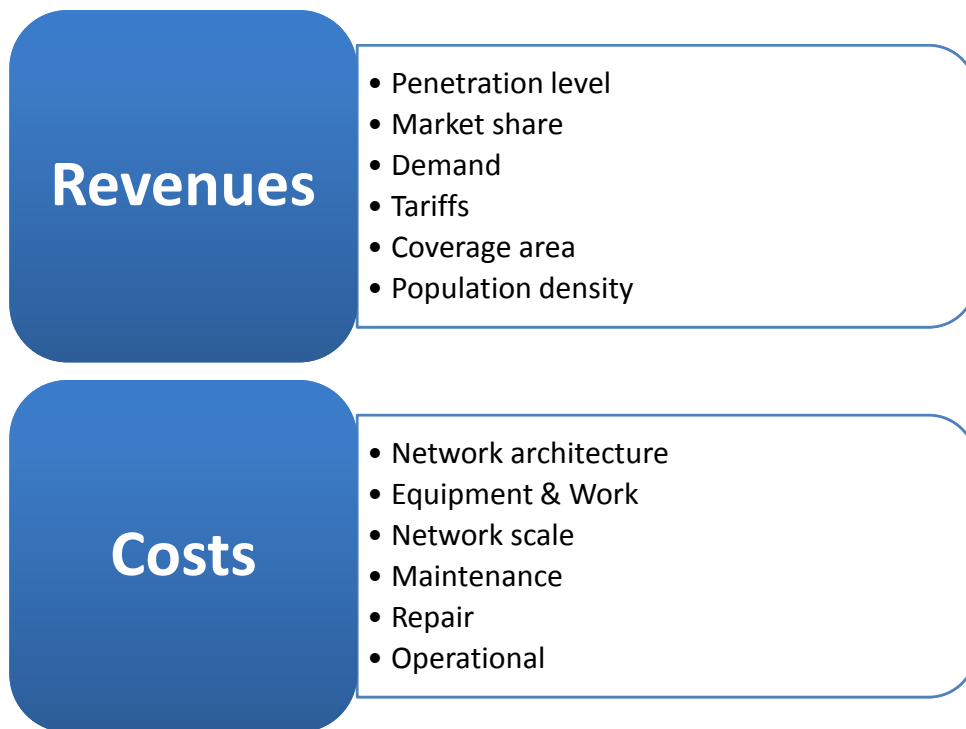 Revenues
• Penetration level
• Market share
• Demand
• Tariffs
• Coverage area
• Population density
Costs
• Network architecture
• Equipment & Work
• Network scale
• Maintenance
• Repair
• Operational